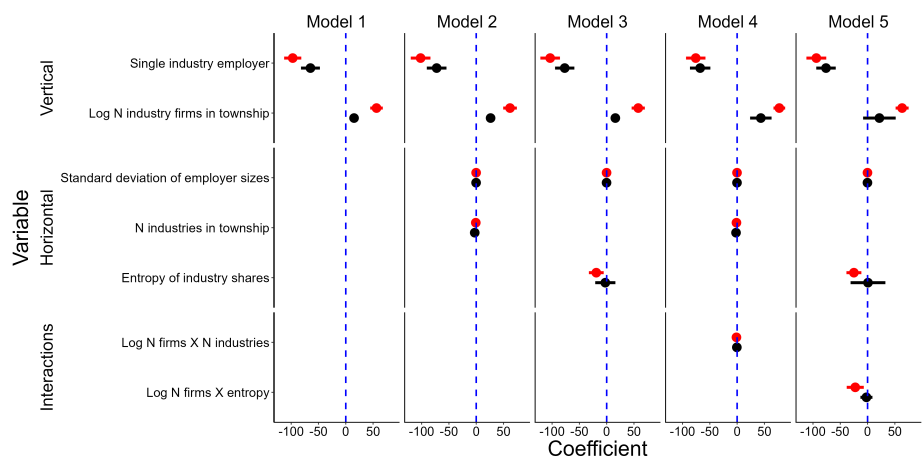 Model 1 Model 2 Model 3 Model 4 Model 5
Variable
Vertical
Single industry employer
Log N industry firms in township
Horizontal
Standard deviation of employer sizes
N industries in township
Entropy of industry shares
Interactions
Log N firms X N industries
Log N firms X entropy
-100 -50 0 50 -100 -50 0 50 -100 -50 0 50 -100 -50 0 50 -100 -50 0 50
Coefficient